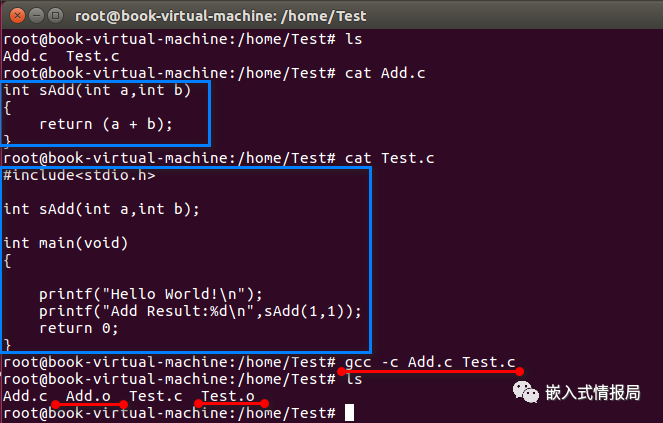 root@book-virtual-machine: /home/Test
root@book-virtual-machine:/home/Test# ls
Add.c  Test.c
root@book-virtual-machine:/home/Test# cat Add.c
int sAdd(int a,int b)
{
    return (a + b);
}
root@book-virtual-machine:/home/Test# cat Test.c
#include<stdio.h>
int sAdd(int a,int b);
int main(void)
{
    printf("Hello World!\n");
    printf("Add Result:%d\n",sAdd(1,1));
    return 0;
}
root@book-virtual-machine:/home/Test# gcc -c Add.c Test.c
root@book-virtual-machine:/home/Test# ls
Add.c  Add.o  Test.c  Test.o
root@book-virtual-machine:/home/Test#
嵌入式情报局